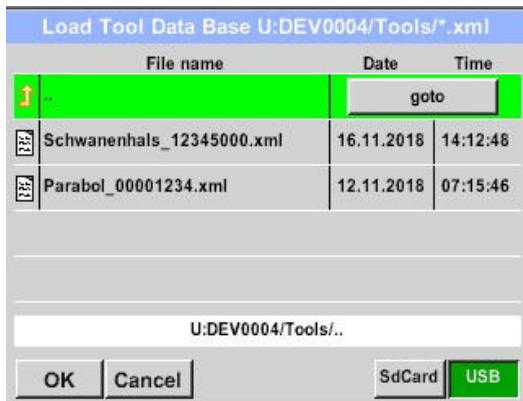 Load Tool Data Base U:DEV0004/Tools/*.xml
File name Date Time
.. goto
Schwanenhals_12345000.xml 16.11.2018 14:12:48
Parabol_00001234.xml 12.11.2018 07:15:46
U:DEV0004/Tools/..
OK Cancel SdCard USB